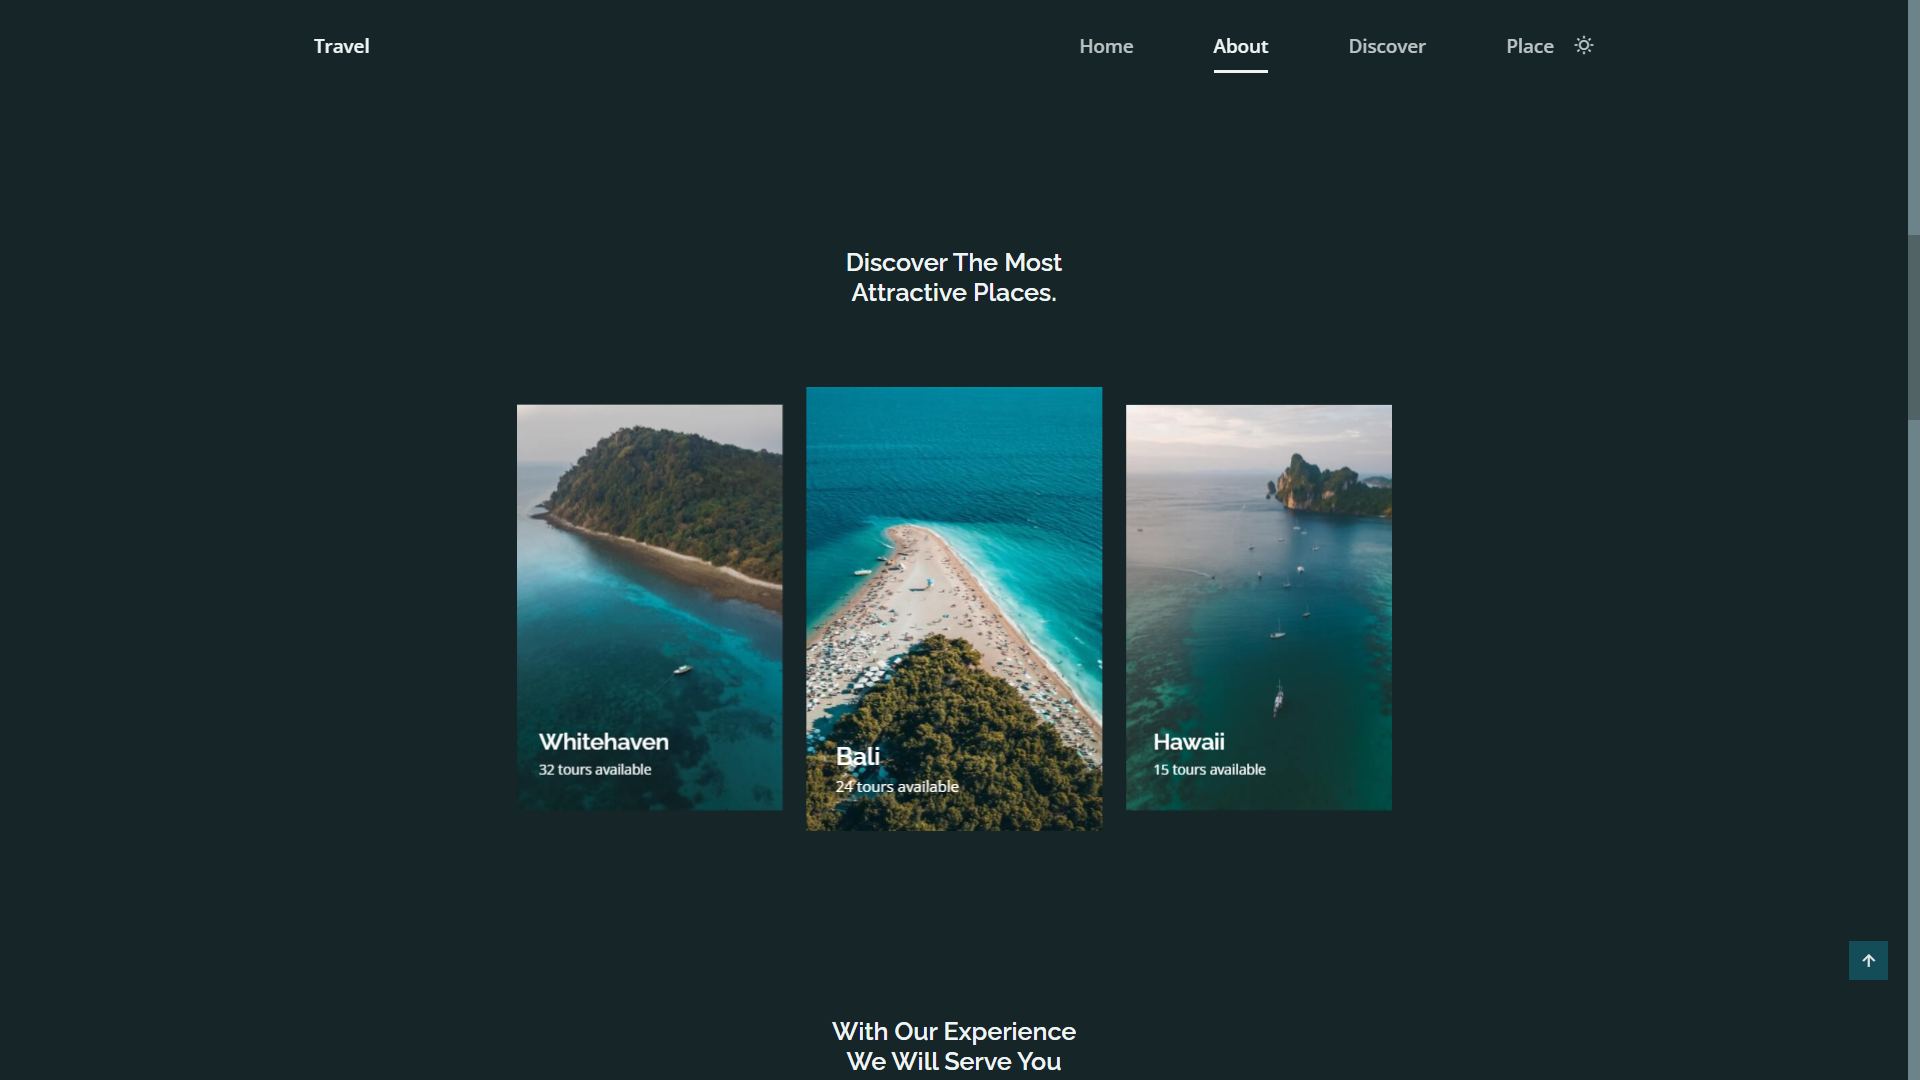 Travel
Home
About
Discover
Place
Discover The Most
Attractive Places.
Whitehaven
32 tours available
Bali
24 tours available
Hawaii
15 tours available
With Our Experience
We Will Serve You